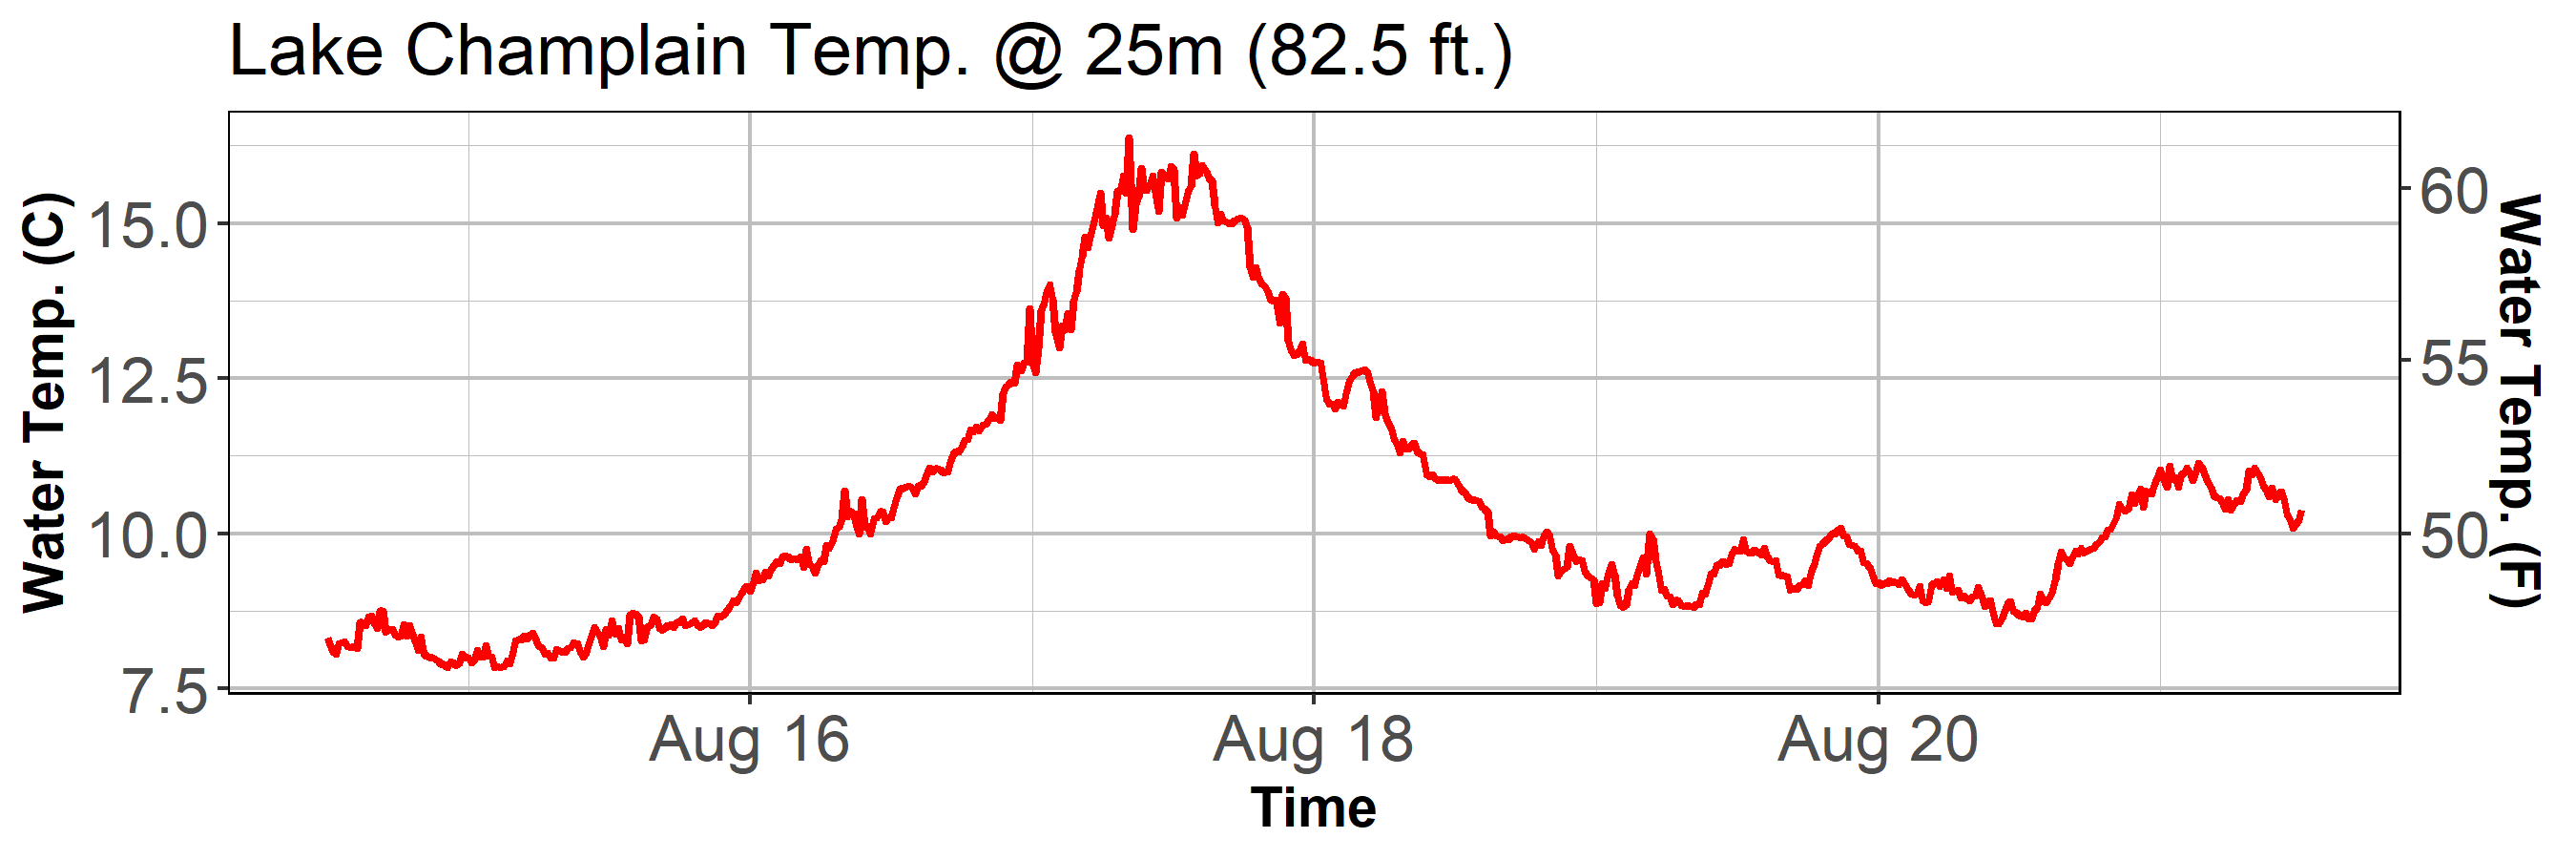 Lake Champlain Temp. @ 25m (82.5 ft.)
Water Temp. (C)
15.0
12.5
10.0
7.5
60
55
50
Water Temp. (F)
Aug 16
Aug 18
Aug 20
Time